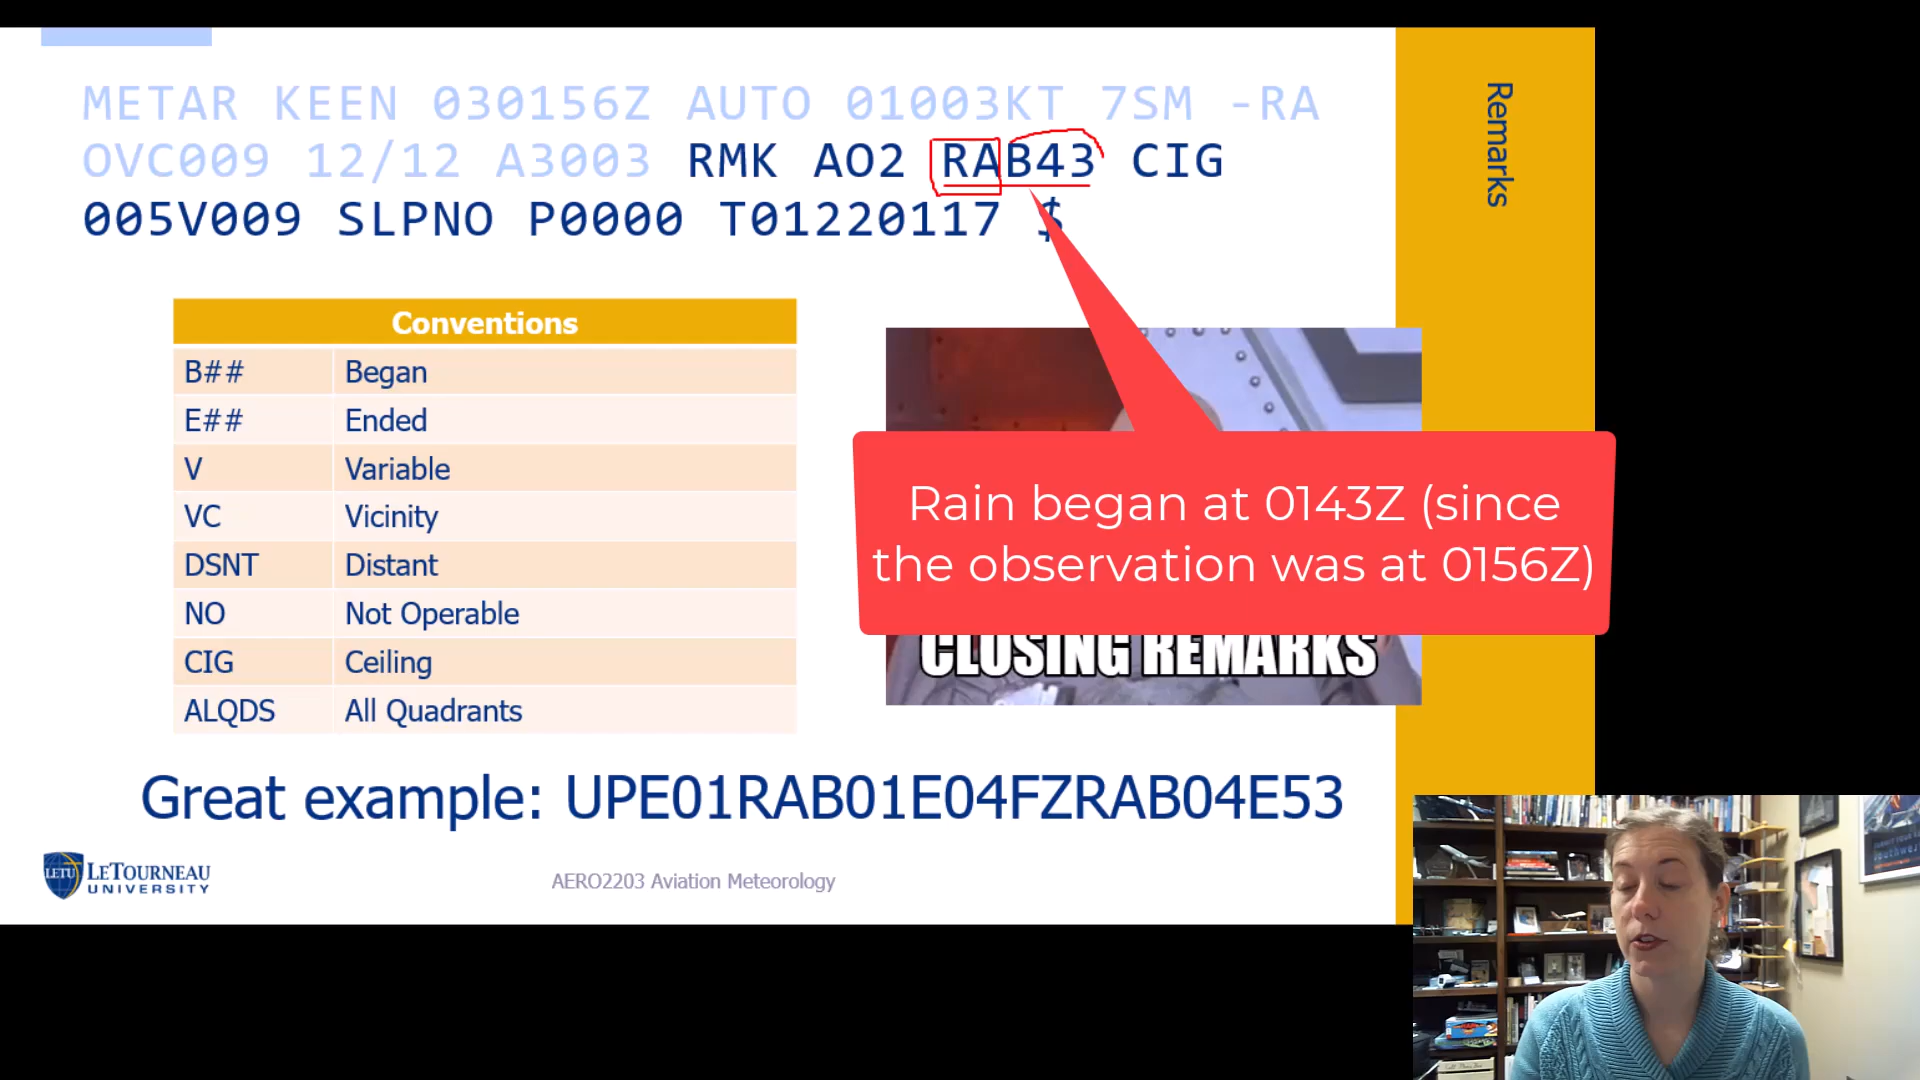 METAR KEEN 030156Z AUTO 01003KT 7SM -RA
OVC009 12/12 A3003 RMK AO2 RAB43 CIG
005V009 SLPNO P0000 T01220117 $
Remarks
Conventions
B## Began
E## Ended
V Variable
VC Vicinity
DSNT Distant
NO Not Operable
CIG Ceiling
ALQDS All Quadrants
Rain began at 0143Z (since
the observation was at 0156Z)
CLOSING REMARKS
Great example: UPE01RAB01E04FZRAB04E53
LETU LETOURNEAU
UNIVERSITY
AERO2203 Aviation Meteorology